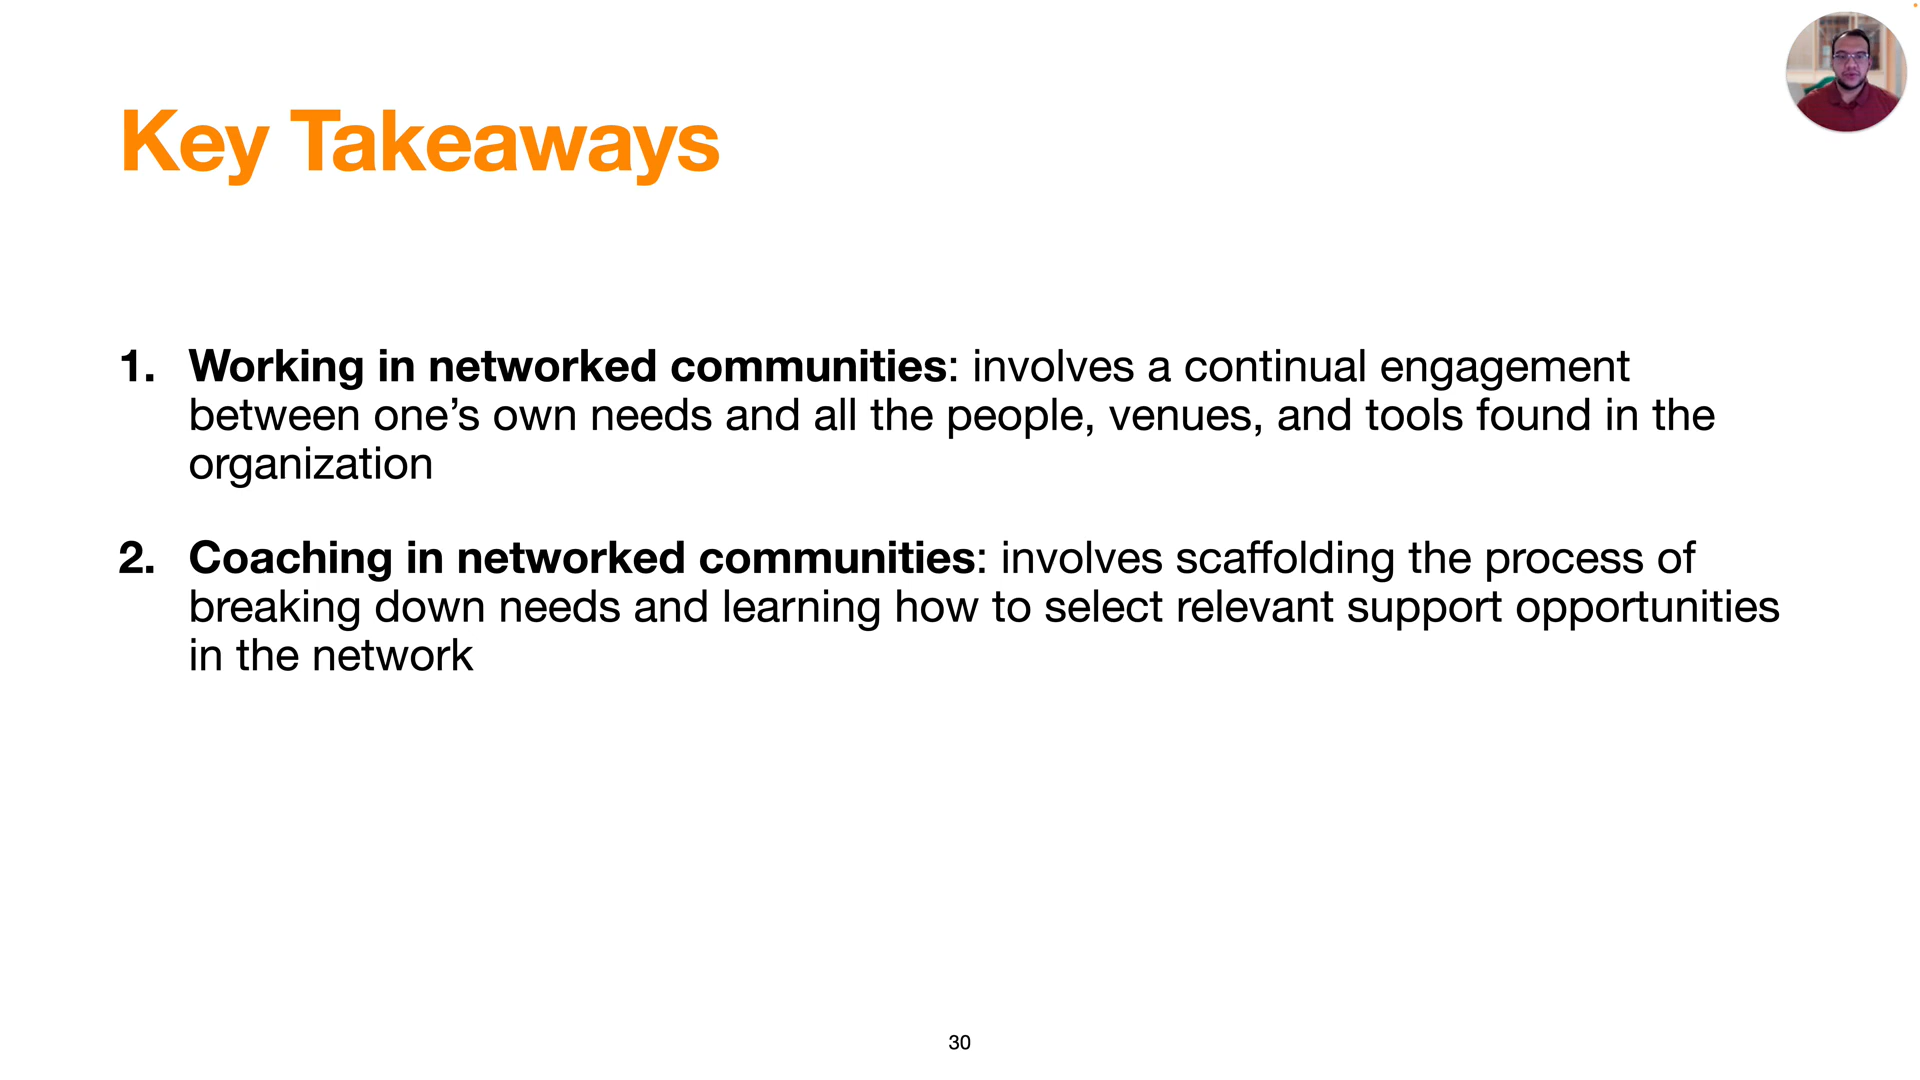 Key Takeaways
1. Working in networked communities: involves a continual engagement
between one’s own needs and all the people, venues, and tools found in the
organization
2. Coaching in networked communities: involves scaffolding the process of
breaking down needs and learning how to select relevant support opportunities
in the network
30